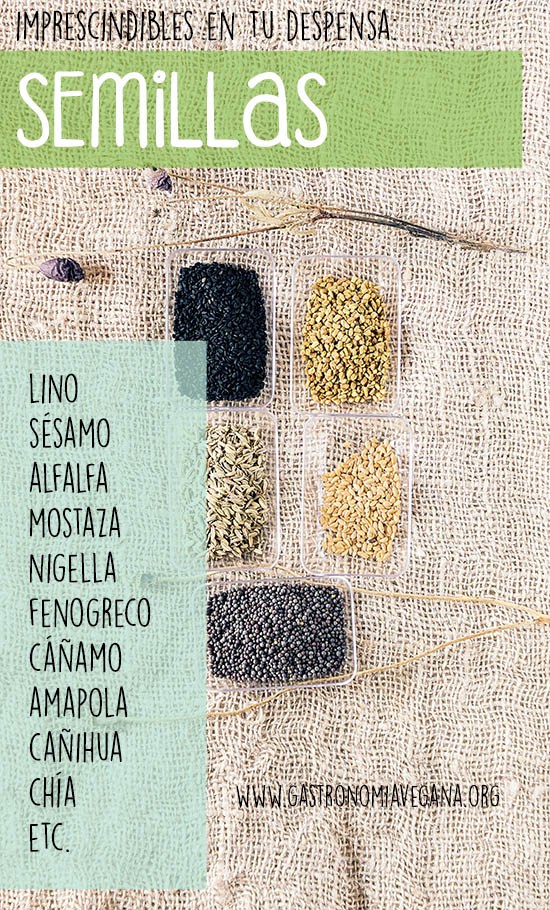 IMPRESCINDIBLES EN TU DESPENSA:
SEMILLAS
LINO
SÉSAMO
ALFALFA
MOSTAZA
NIGELLA
FENOGRECO
CÁÑAMO
AMAPOLA
CAÑIHUA
CHÍA
ETC.
WWW.GASTRONOMIAVEGANA.ORG